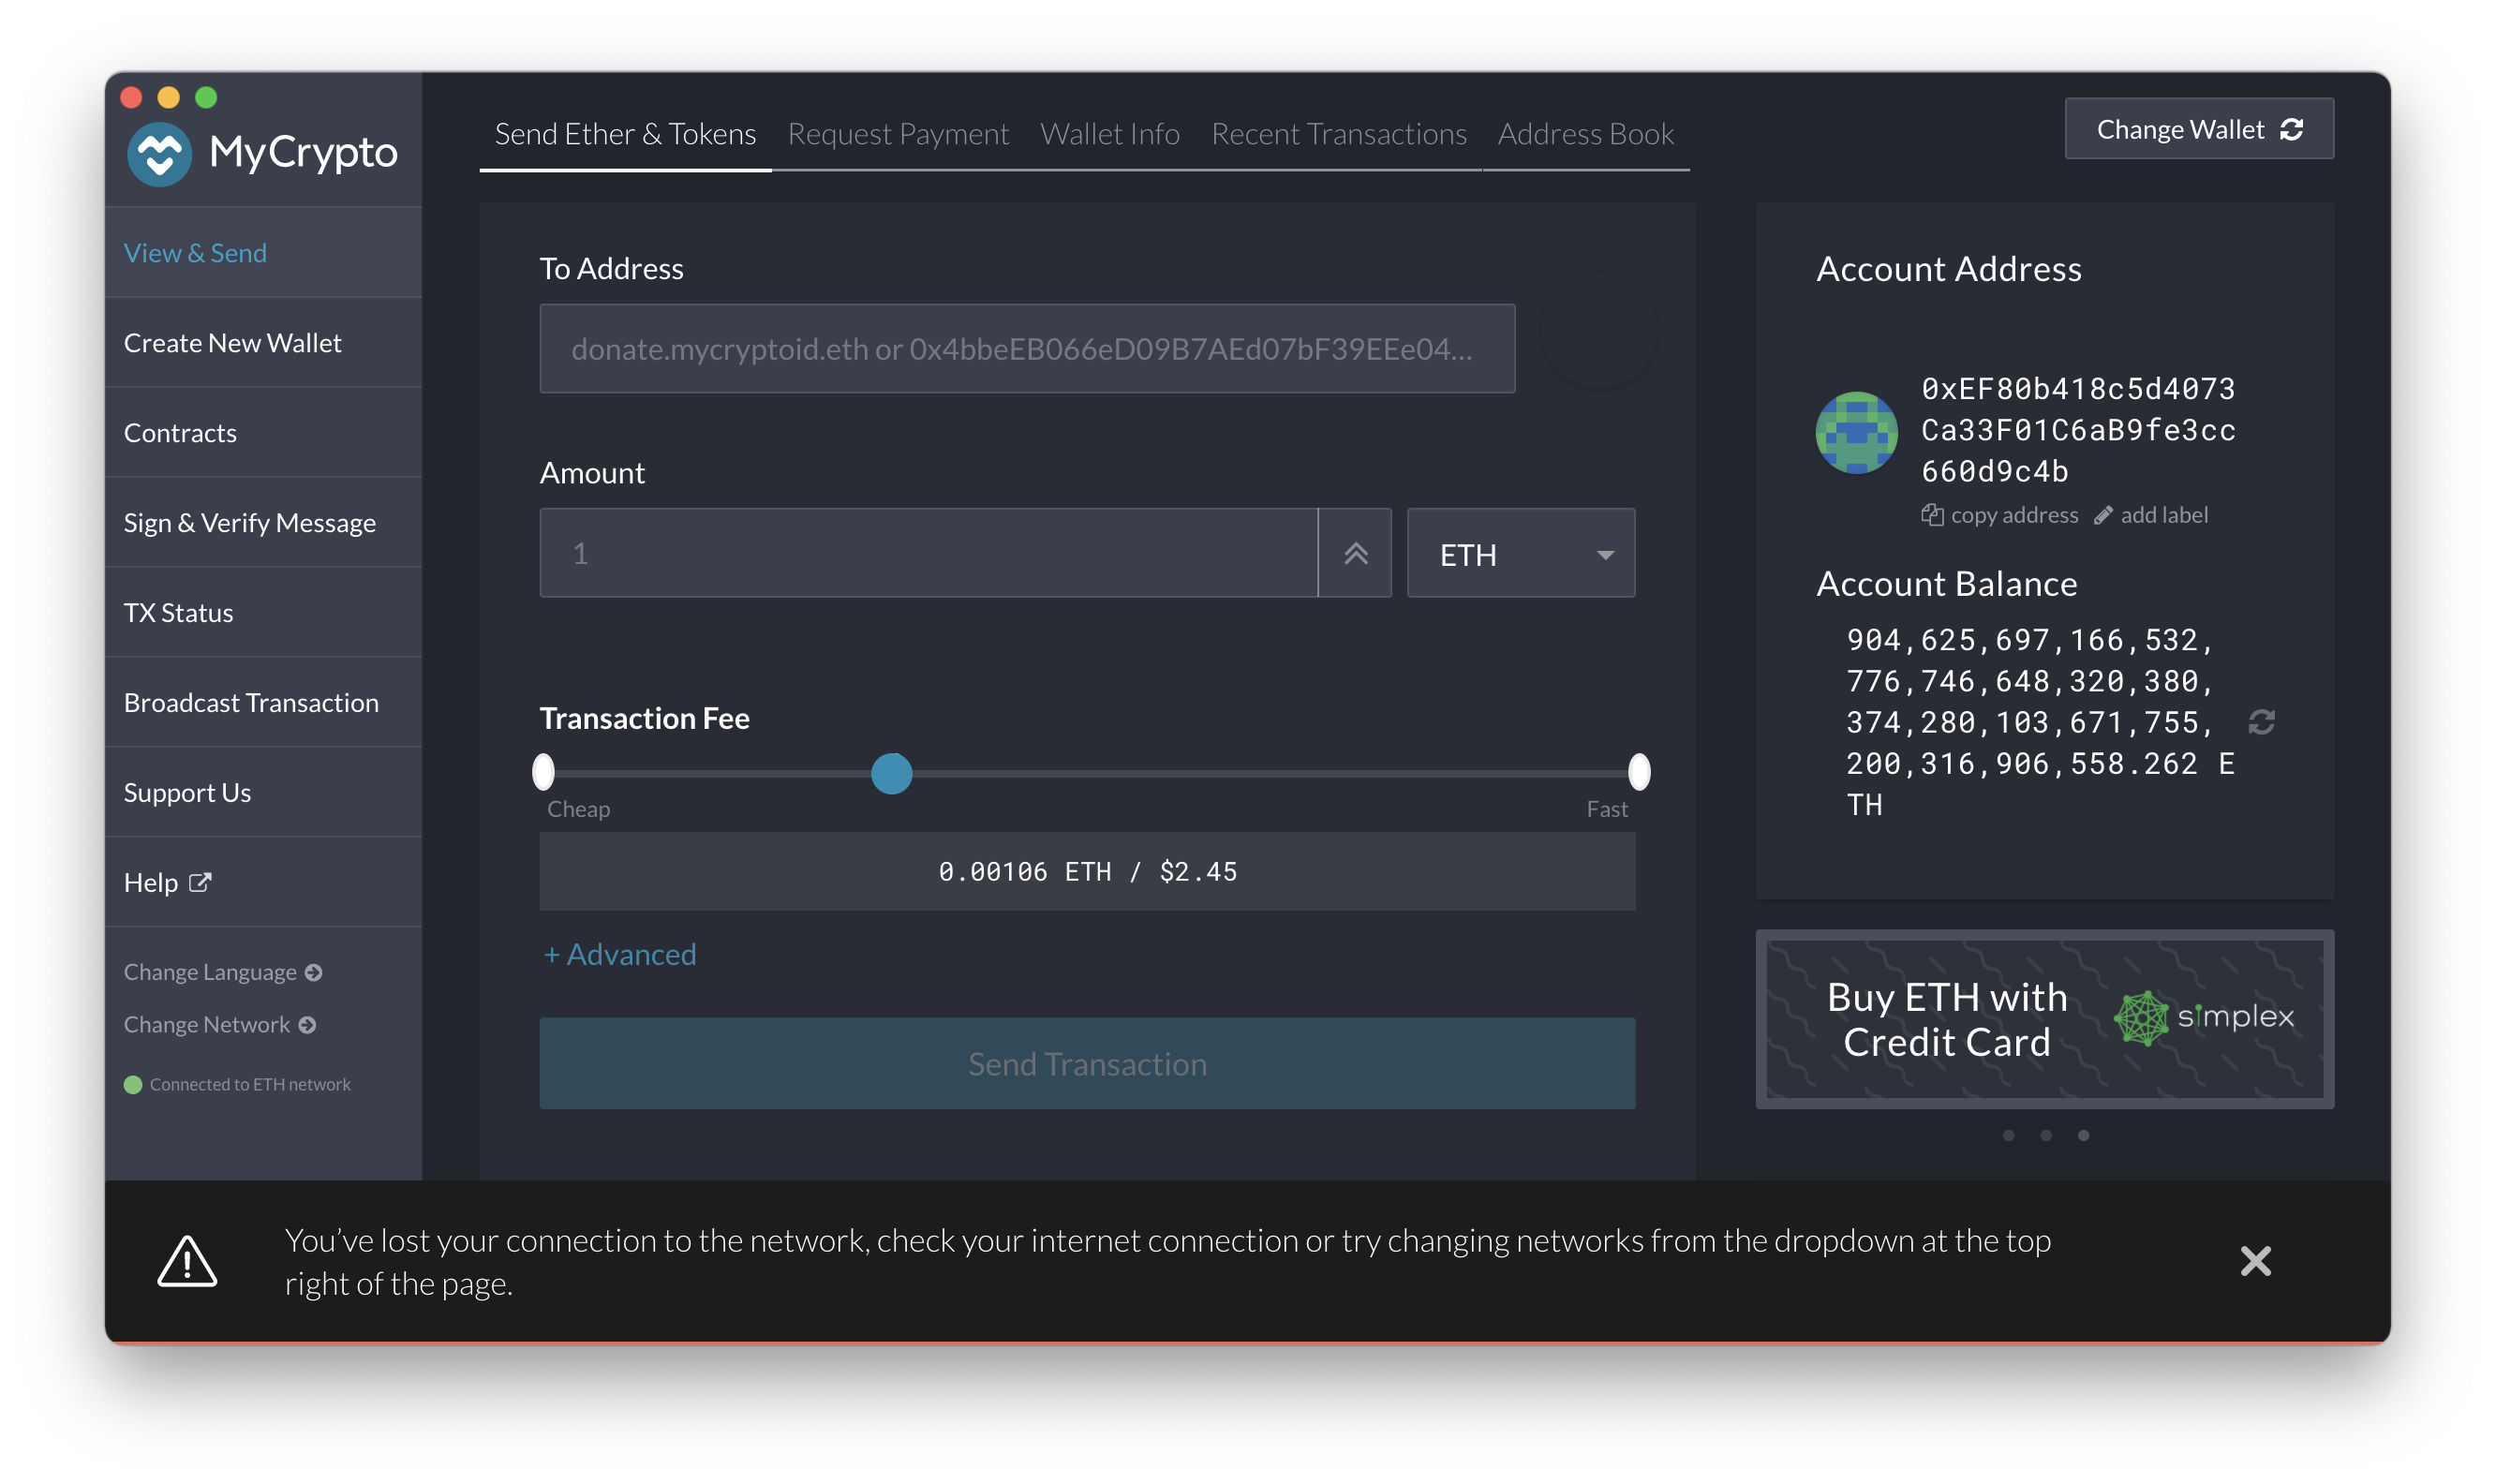 MyCrypto
View & Send
Create New Wallet
Contracts
Sign & Verify Message
TX Status
Broadcast Transaction
Support Us
Help
Change Language
Change Network
Connected to ETH network
Send Ether & Tokens Request Payment Wallet Info Recent Transactions Address Book
Change Wallet
To Address
donate.mycryptoid.eth or 0x4bbeEB066eD09B7AEd07bF39EEe04...
Amount
1
ETH
Transaction Fee
Cheap Fast
0.00106 ETH / $2.45
+ Advanced
Send Transaction
Account Address
0xEF80b418c5d4073
Ca33F01C6aB9fe3cc
660d9c4b
copy address add label
Account Balance
904,625,697,166,532,
776,746,648,320,380,
374,280,103,671,755,
200,316,906,558.262 E
TH
Buy ETH with
Credit Card
simplex
You’ve lost your connection to the network, check your internet connection or try changing networks from the dropdown at the top
right of the page.